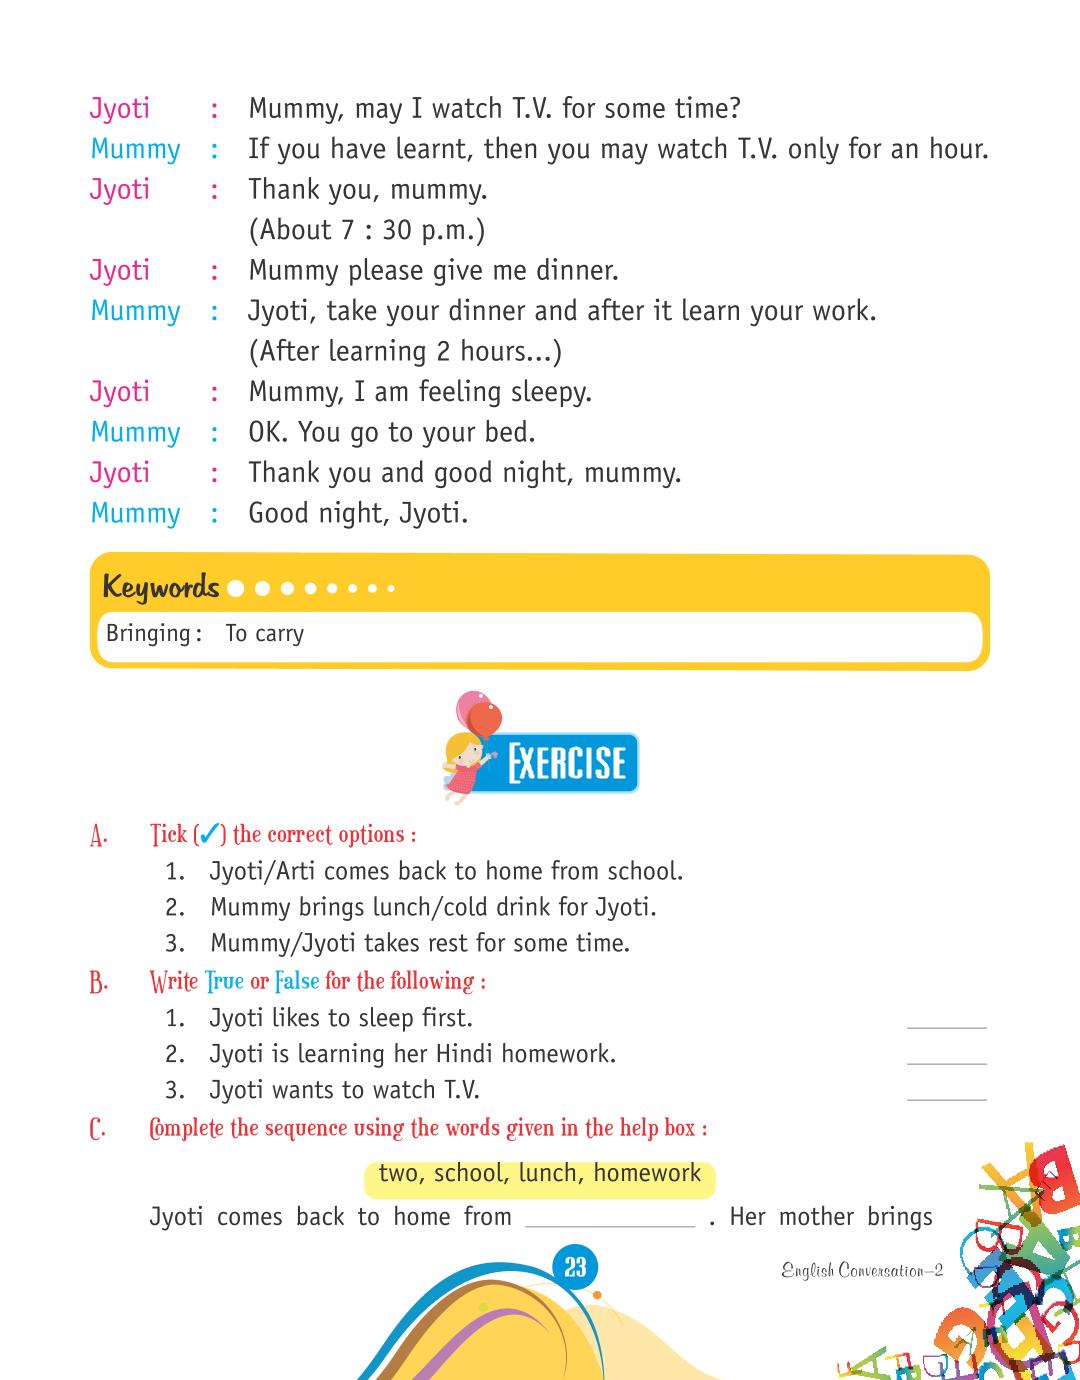 Jyoti : Mummy, may I watch T.V. for some time?
Mummy : If you have learnt, then you may watch T.V. only for an hour.
Jyoti : Thank you, mummy.
(About 7 : 30 p.m.)
Jyoti : Mummy please give me dinner.
Mummy : Jyoti, take your dinner and after it learn your work.
(After learning 2 hours...)
Jyoti : Mummy, I am feeling sleepy.
Mummy : OK. You go to your bed.
Jyoti : Thank you and good night, mummy.
Mummy : Good night, Jyoti.
Keywords
Bringing : To carry
EXERCISE
A. Tick (✓) the correct options :
1. Jyoti/Arti comes back to home from school.
2. Mummy brings lunch/cold drink for Jyoti.
3. Mummy/Jyoti takes rest for some time.
B. Write True or False for the following :
1. Jyoti likes to sleep first. ________
2. Jyoti is learning her Hindi homework. ________
3. Jyoti wants to watch T.V. ________
C. Complete the sequence using the words given in the help box :
two, school, lunch, homework
Jyoti comes back to home from ________________ . Her mother brings
23
English Conversation–2